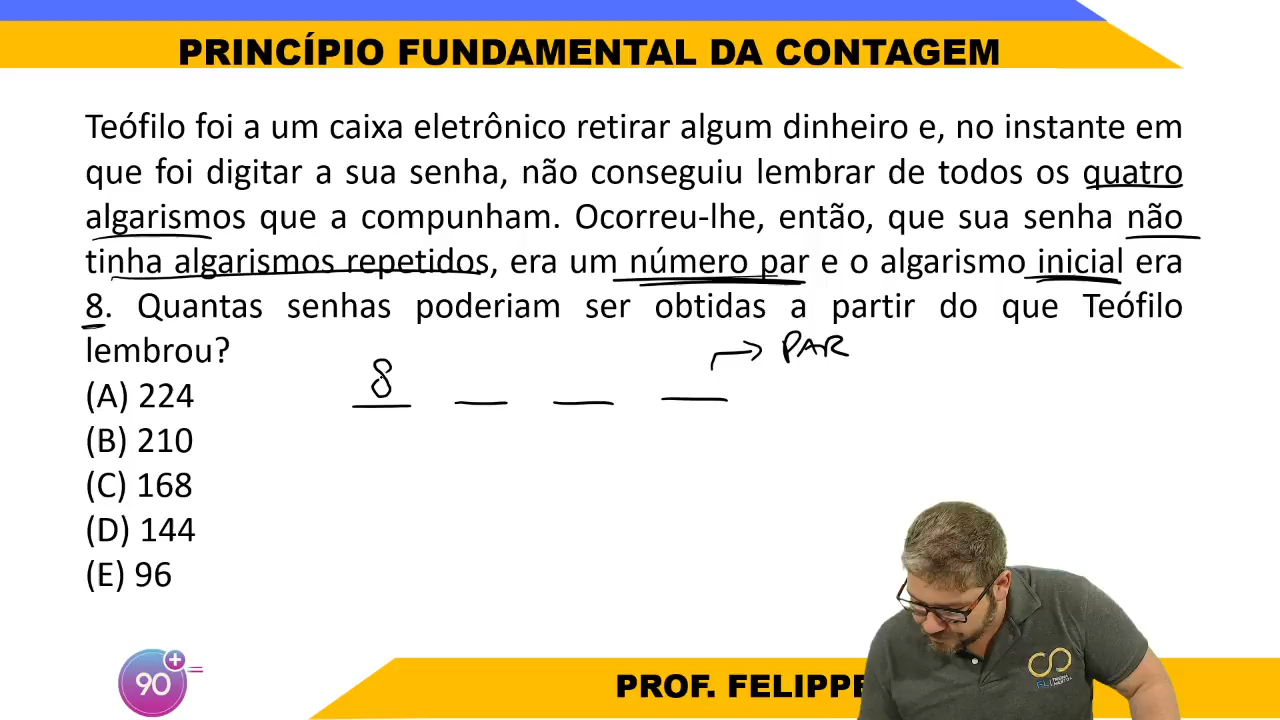 PRINCÍPIO FUNDAMENTAL DA CONTAGEM
Teófilo foi a um caixa eletrônico retirar algum dinheiro e, no instante em
que foi digitar a sua senha, não conseguiu lembrar de todos os quatro
algarismos que a compunham. Ocorreu-lhe, então, que sua senha não
tinha algarismos repetidos, era um número par e o algarismo inicial era
8. Quantas senhas poderiam ser obtidas a partir do que Teófilo
lembrou?
PAR
8
(A) 224
(B) 210
(C) 168
(D) 144
(E) 96
90+
PROF. FELIPPE